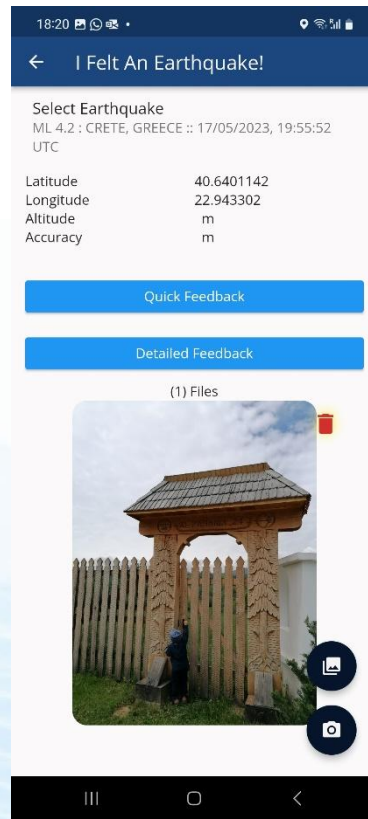 18:20
I Felt An Earthquake!
Select Earthquake
ML 4.2 : CRETE, GREECE :: 17/05/2023, 19:55:52
UTC
Latitude 40.6401142
Longitude 22.943302
Altitude m
Accuracy m
Quick Feedback
Detailed Feedback
(1) Files